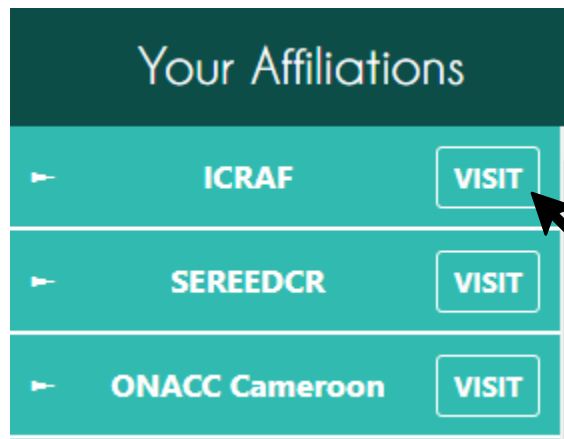 Your Affiliations
ICRAF VISIT
SEREEDCR VISIT
ONACC Cameroon VISIT